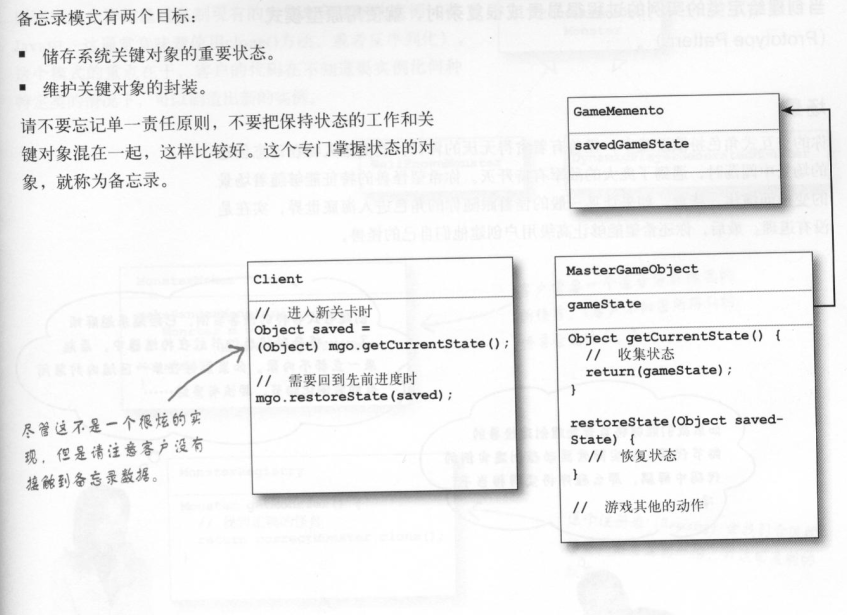 备忘录模式有两个目标：
▪ 储存系统关键对象的重要状态。
▪ 维护关键对象的封装。
请不要忘记单一责任原则，不要把保持状态的工作和关
键对象混在一起，这样比较好。这个专门掌握状态的对
象，就称为备忘录。
GameMemento
savedGameState
Client
// 进入新关卡时
Object saved =
(Object) mgo.getCurrentState();
// 需要回到先前进度时
mgo.restoreState(saved);
尽管这不是一个很炫的实
现，但是请注意客户没有
接触到备忘录数据。
MasterGameObject
gameState
Object getCurrentState() {
// 收集状态
return(gameState);
}
restoreState(Object saved-
State) {
// 恢复状态
}
// 游戏其他的动作